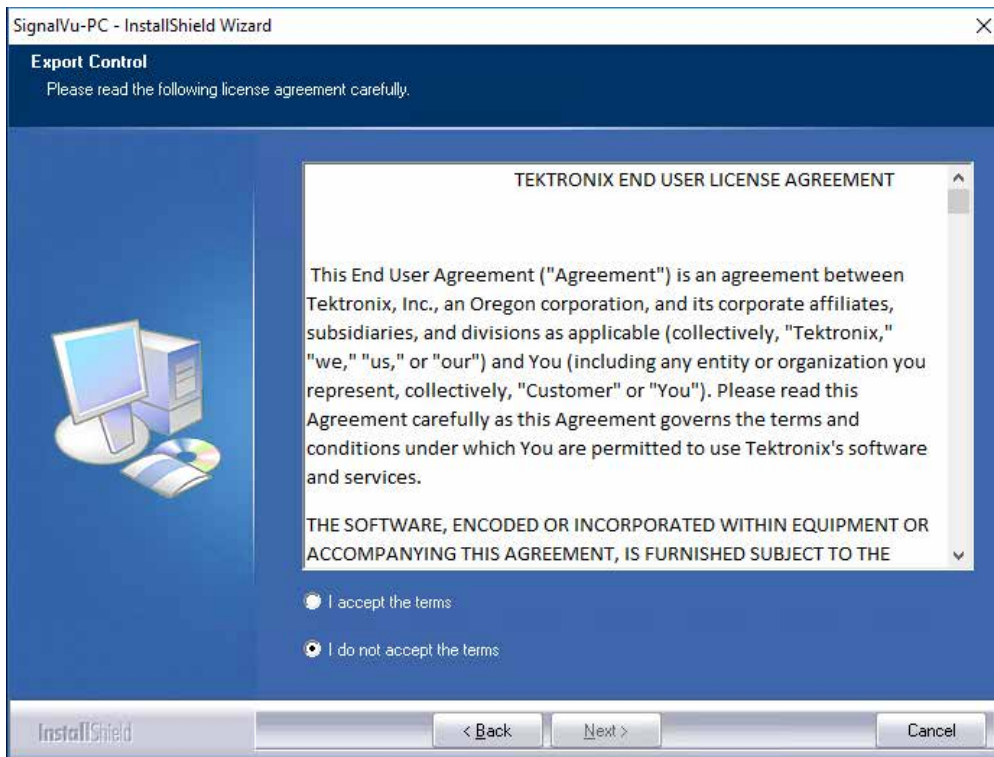 SignalVu-PC - InstallShield Wizard
Export Control
Please read the following license agreement carefully.
TEKTRONIX END USER LICENSE AGREEMENT
This End User Agreement ("Agreement") is an agreement between
Tektronix, Inc., an Oregon corporation, and its corporate affiliates,
subsidiaries, and divisions as applicable (collectively, "Tektronix,"
"we," "us," or "our") and You (including any entity or organization you
represent, collectively, "Customer" or "You"). Please read this
Agreement carefully as this Agreement governs the terms and
conditions under which You are permitted to use Tektronix's software
and services.
THE SOFTWARE, ENCODED OR INCORPORATED WITHIN EQUIPMENT OR
ACCOMPANYING THIS AGREEMENT, IS FURNISHED SUBJECT TO THE
I accept the terms
I do not accept the terms
InstallShield
< Back
Next >
Cancel